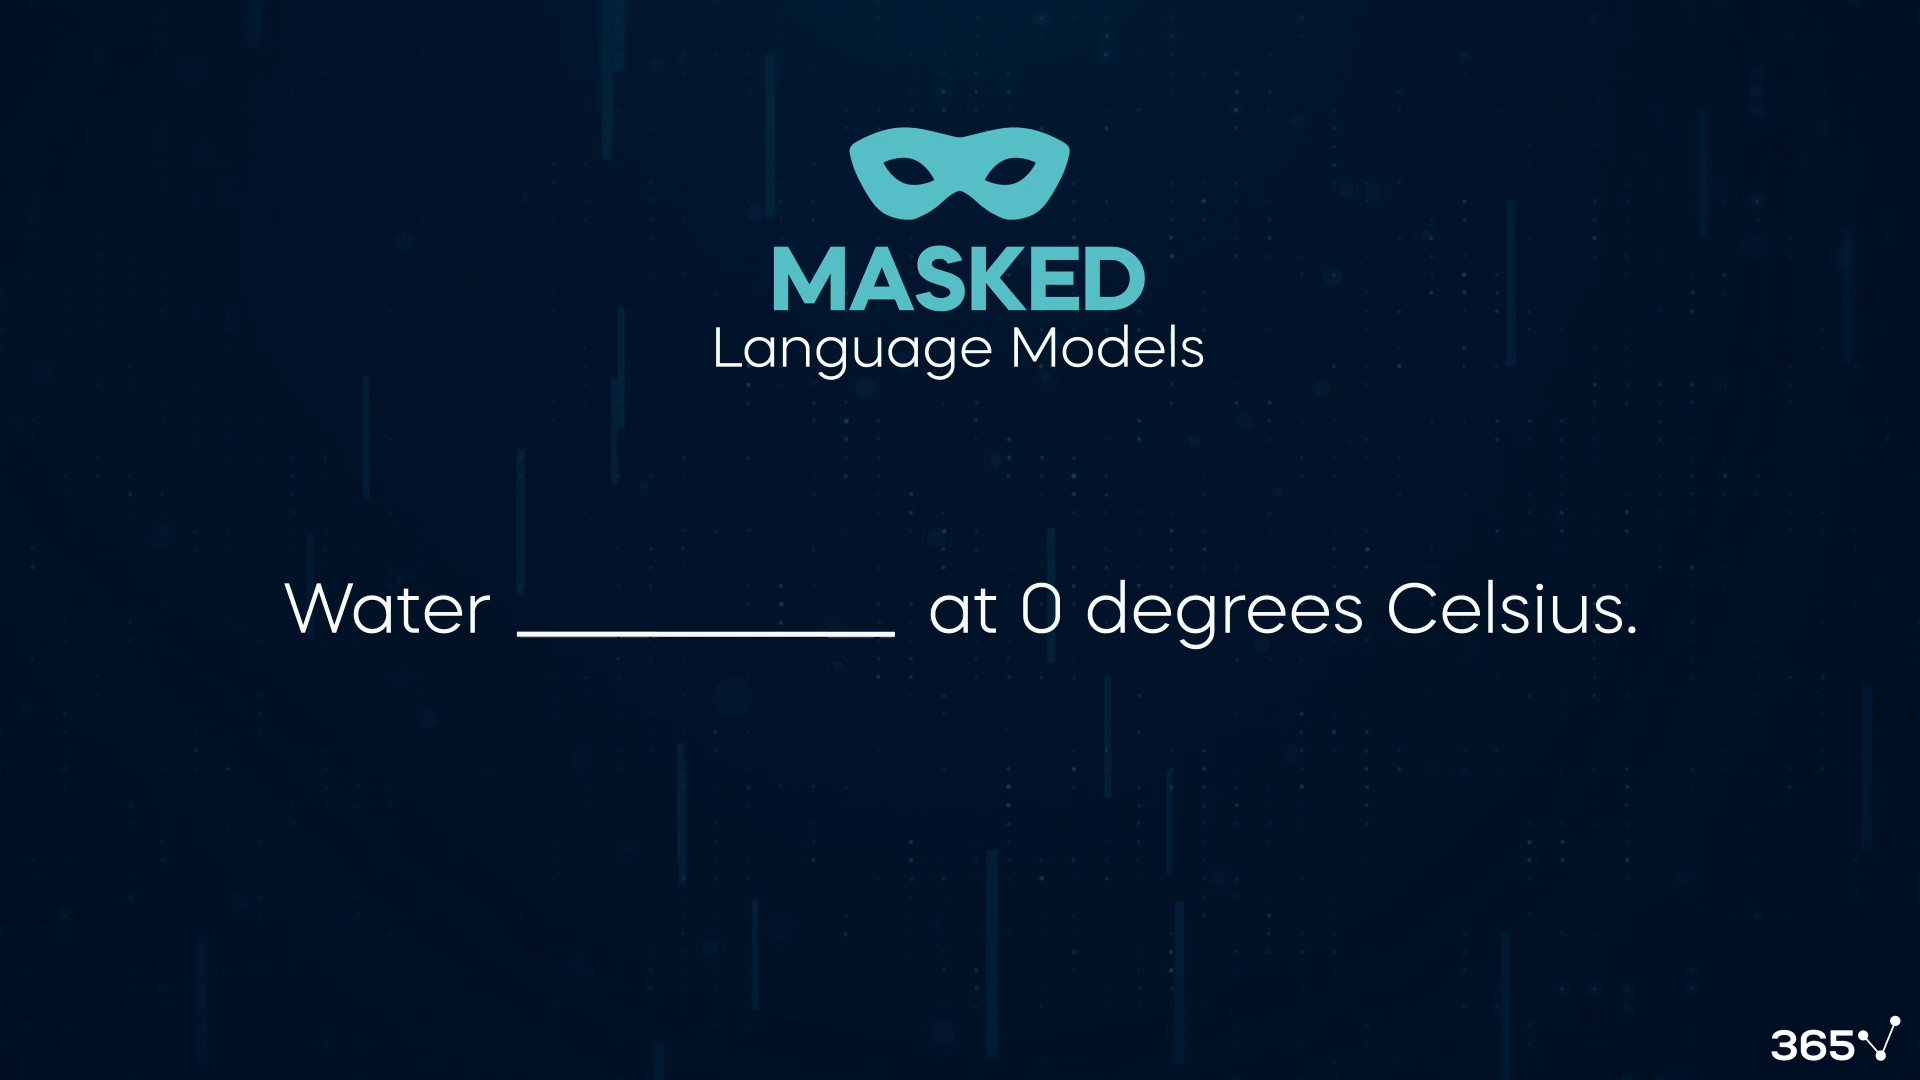 MASKED
Language Models
Water __________ at 0 degrees Celsius.
365